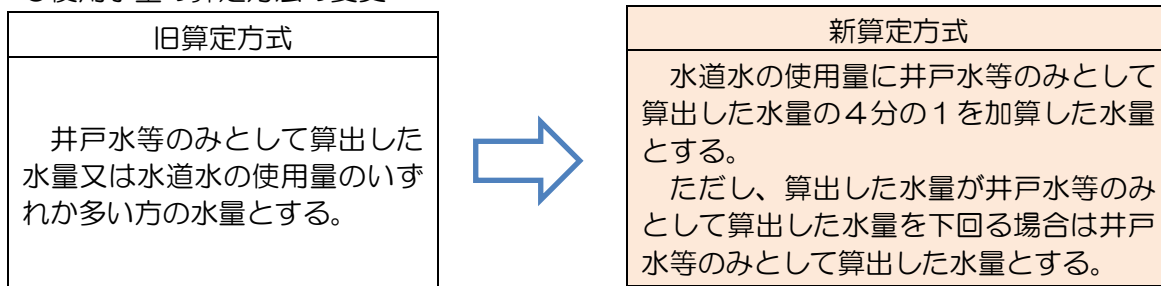 旧算定方式
井戸水等のみとして算出した
水量又は水道水の使用量のいず
れか多い方の水量とする。
新算定方式
水道水の使用量に井戸水等のみとして
算出した水量の4分の1を加算した水量
とする。
ただし、算出した水量が井戸水等のみ
として算出した水量を下回る場合は井戸
水等のみとして算出した水量とする。